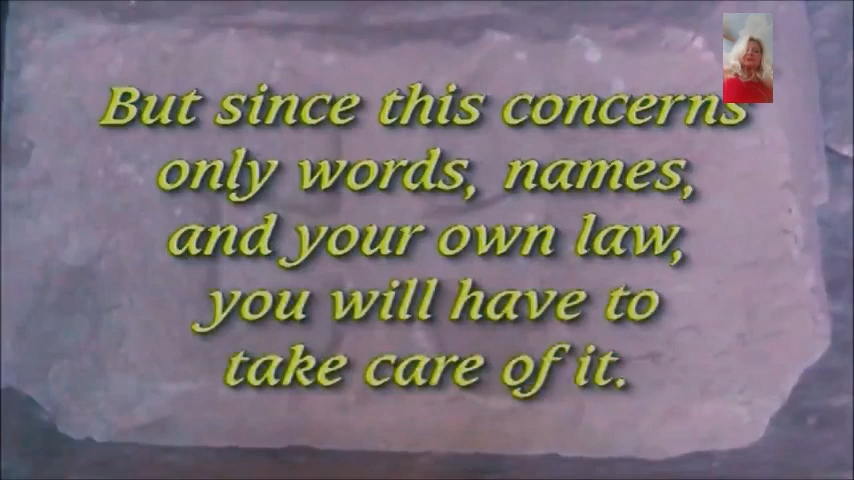 But since this concerns
only words, names,
and your own law,
you will have to
take care of it.